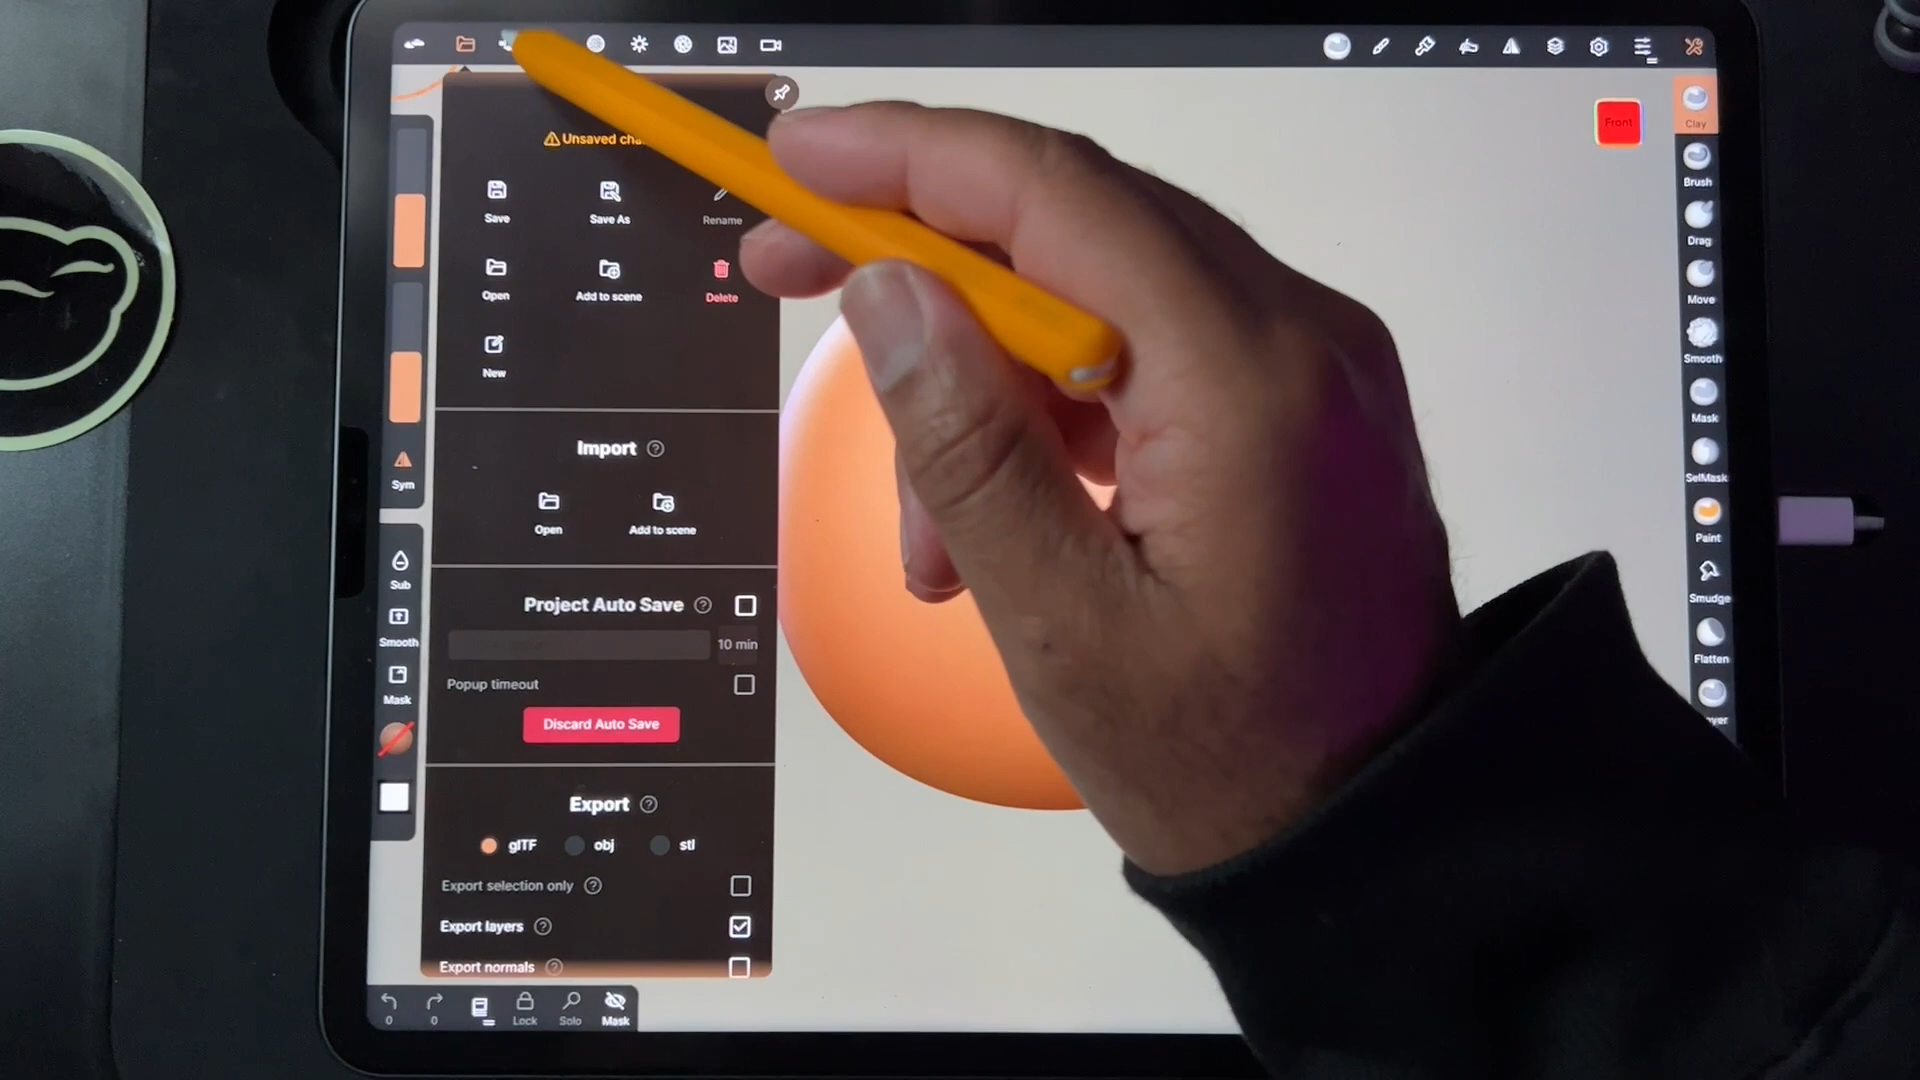 Unsaved
Save
Save As
Rename
Open
Add to scene
Delete
New
Import
Open
Add to scene
Project Auto Save
10 min
Popup timeout
Discard Auto Save
Export
glTF obj stl
Export selection only
Export layers
Export normals
Sym
Sub
Smooth
Mask
0 0 Lock Solo Mask
Front
Clay
Brush
Drag
Move
Smooth
Mask
SelMask
Paint
Smudge
Flatten